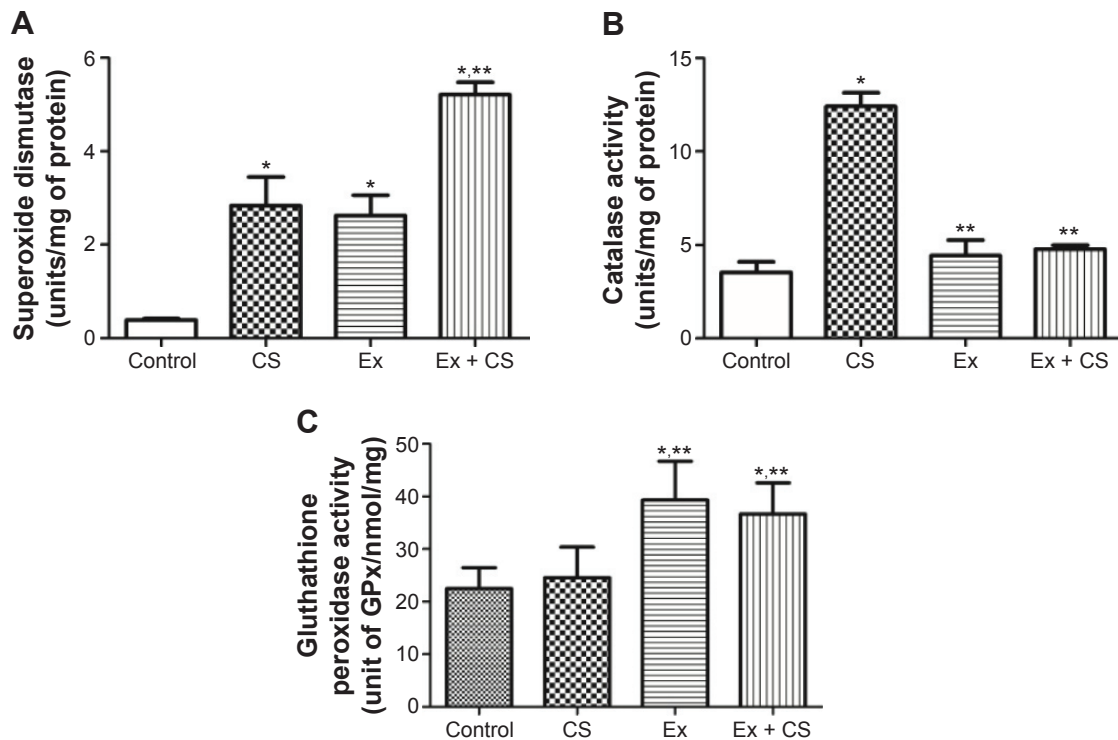 A
Superoxide dismutase
(units/mg of protein)
6
4
2
0
*
*
*,**
Control
CS
Ex
Ex + CS
B
Catalase activity
(units/mg of protein)
15
10
5
0
*
**
**
Control
CS
Ex
Ex + CS
C
Gluthathione
peroxidase activity
(unit of GPx/nmol/mg)
50
40
30
20
10
0
*,**
*,**
Control
CS
Ex
Ex + CS